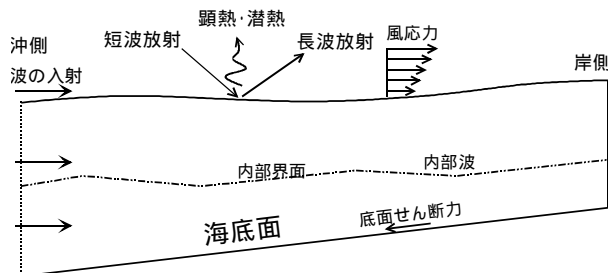 顕熱･潜熱
沖側
短波放射
長波放射
風応力
波の入射
岸側
内部界面
内部波
海底面
底面せん断力